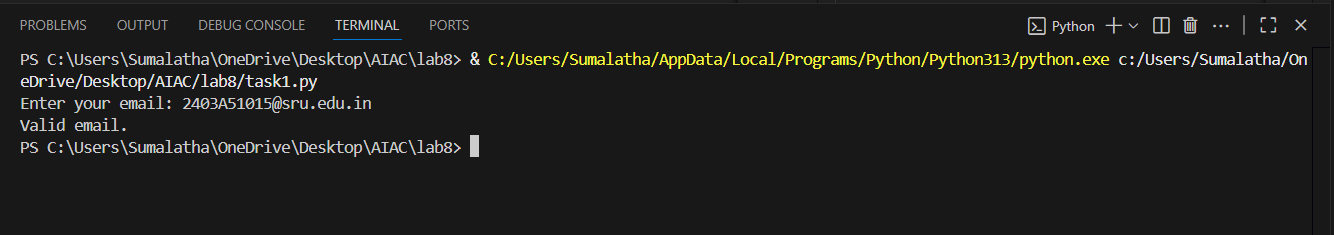 PROBLEMS OUTPUT DEBUG CONSOLE TERMINAL PORTS Python
PS C:\Users\Sumalatha\OneDrive\Desktop\AIAC\lab8> & C:/Users/Sumalatha/AppData/Local/Programs/Python/Python313/python.exe c:/Users/Sumalatha/On
eDrive/Desktop/AIAC/lab8/task1.py
Enter your email: 2403A51015@sru.edu.in
Valid email.
PS C:\Users\Sumalatha\OneDrive\Desktop\AIAC\lab8>